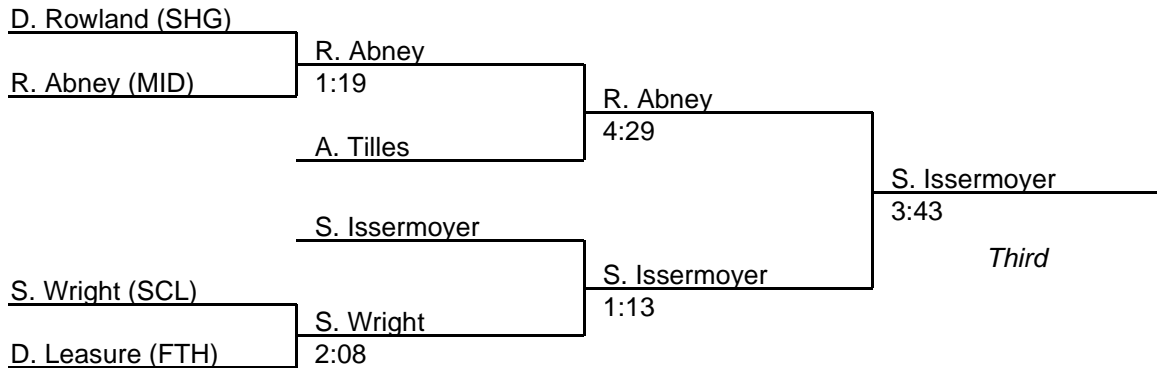 D. Rowland (SHG)
R. Abney
R. Abney (MID)
1:19
R. Abney
4:29
A. Tilles
S. Issermoyer
3:43
S. Issermoyer
Third
S. Issermoyer
S. Wright (SCL)
1:13
S. Wright
D. Leasure (FTH)
2:08